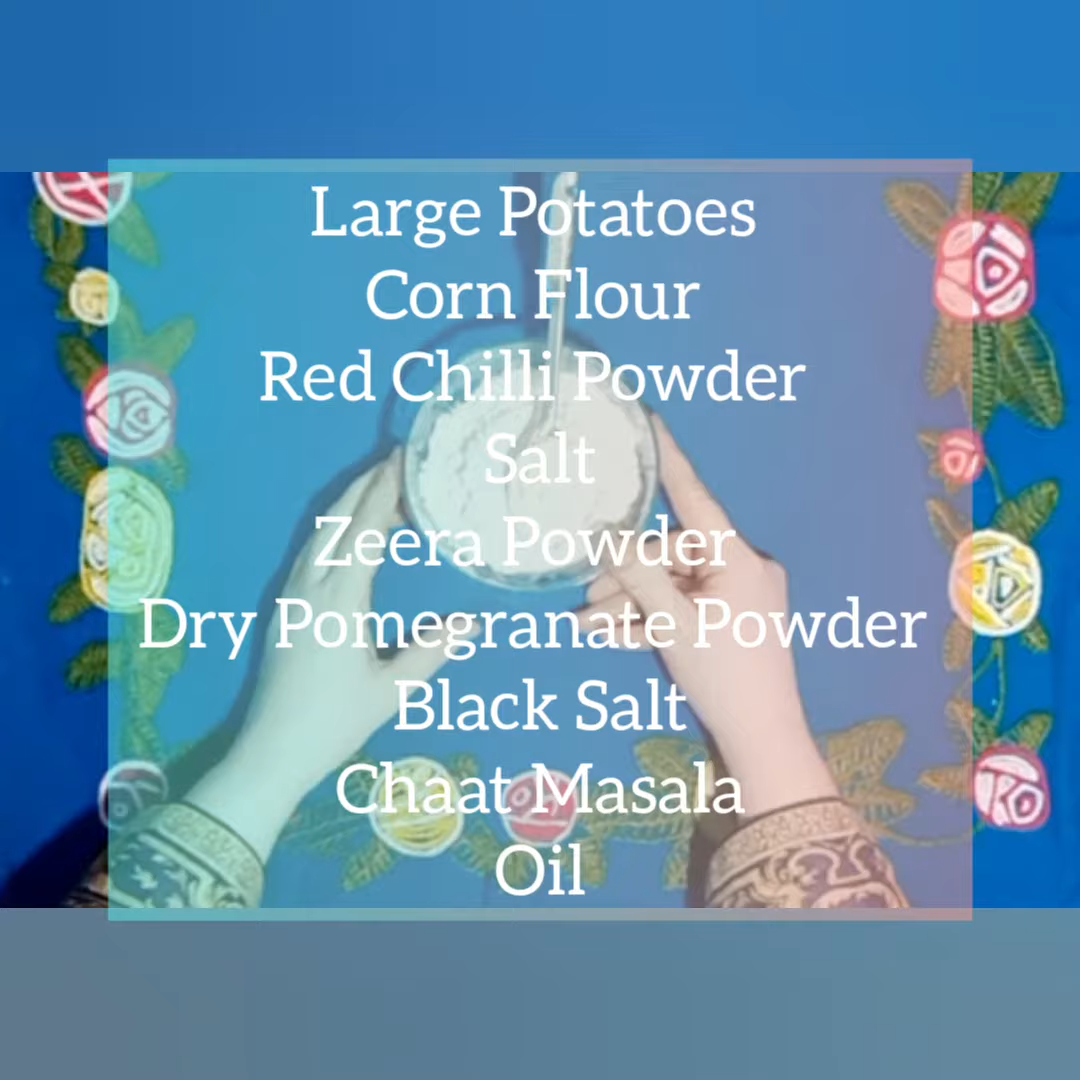 Large Potatoes
Corn Flour
Red Chilli Powder
Salt
Zeera Powder
Dry Pomegranate Powder
Black Salt
Chaat Masala
Oil